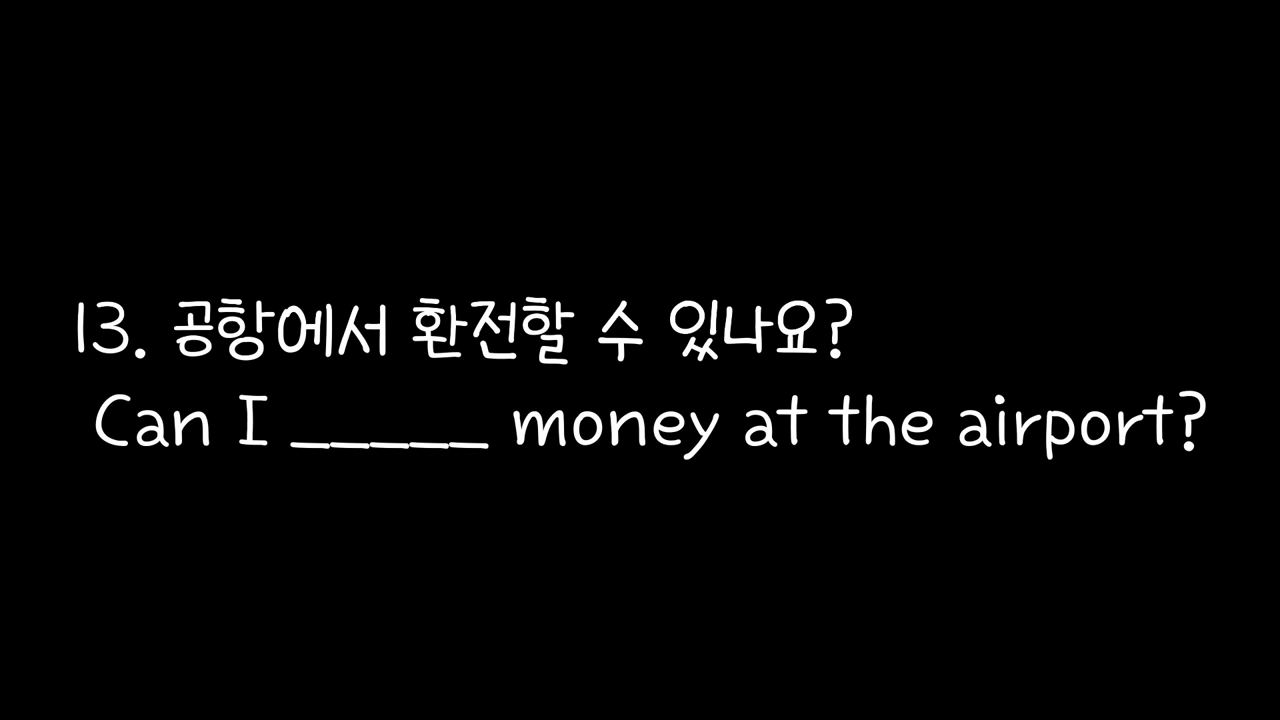 13. 공항에서 환전할 수 있나요?
Can I _____ money at the airport?